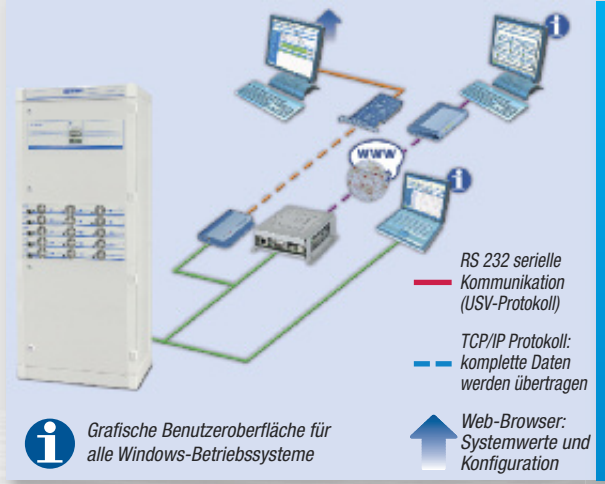 WWW
RS 232 serielle
Kommunikation
(USV-Protokoll)
TCP/IP Protokoll:
komplette Daten
werden übertragen
Web-Browser:
Systemwerte und
Konfiguration
Grafische Benutzeroberfläche für
alle Windows-Betriebssysteme